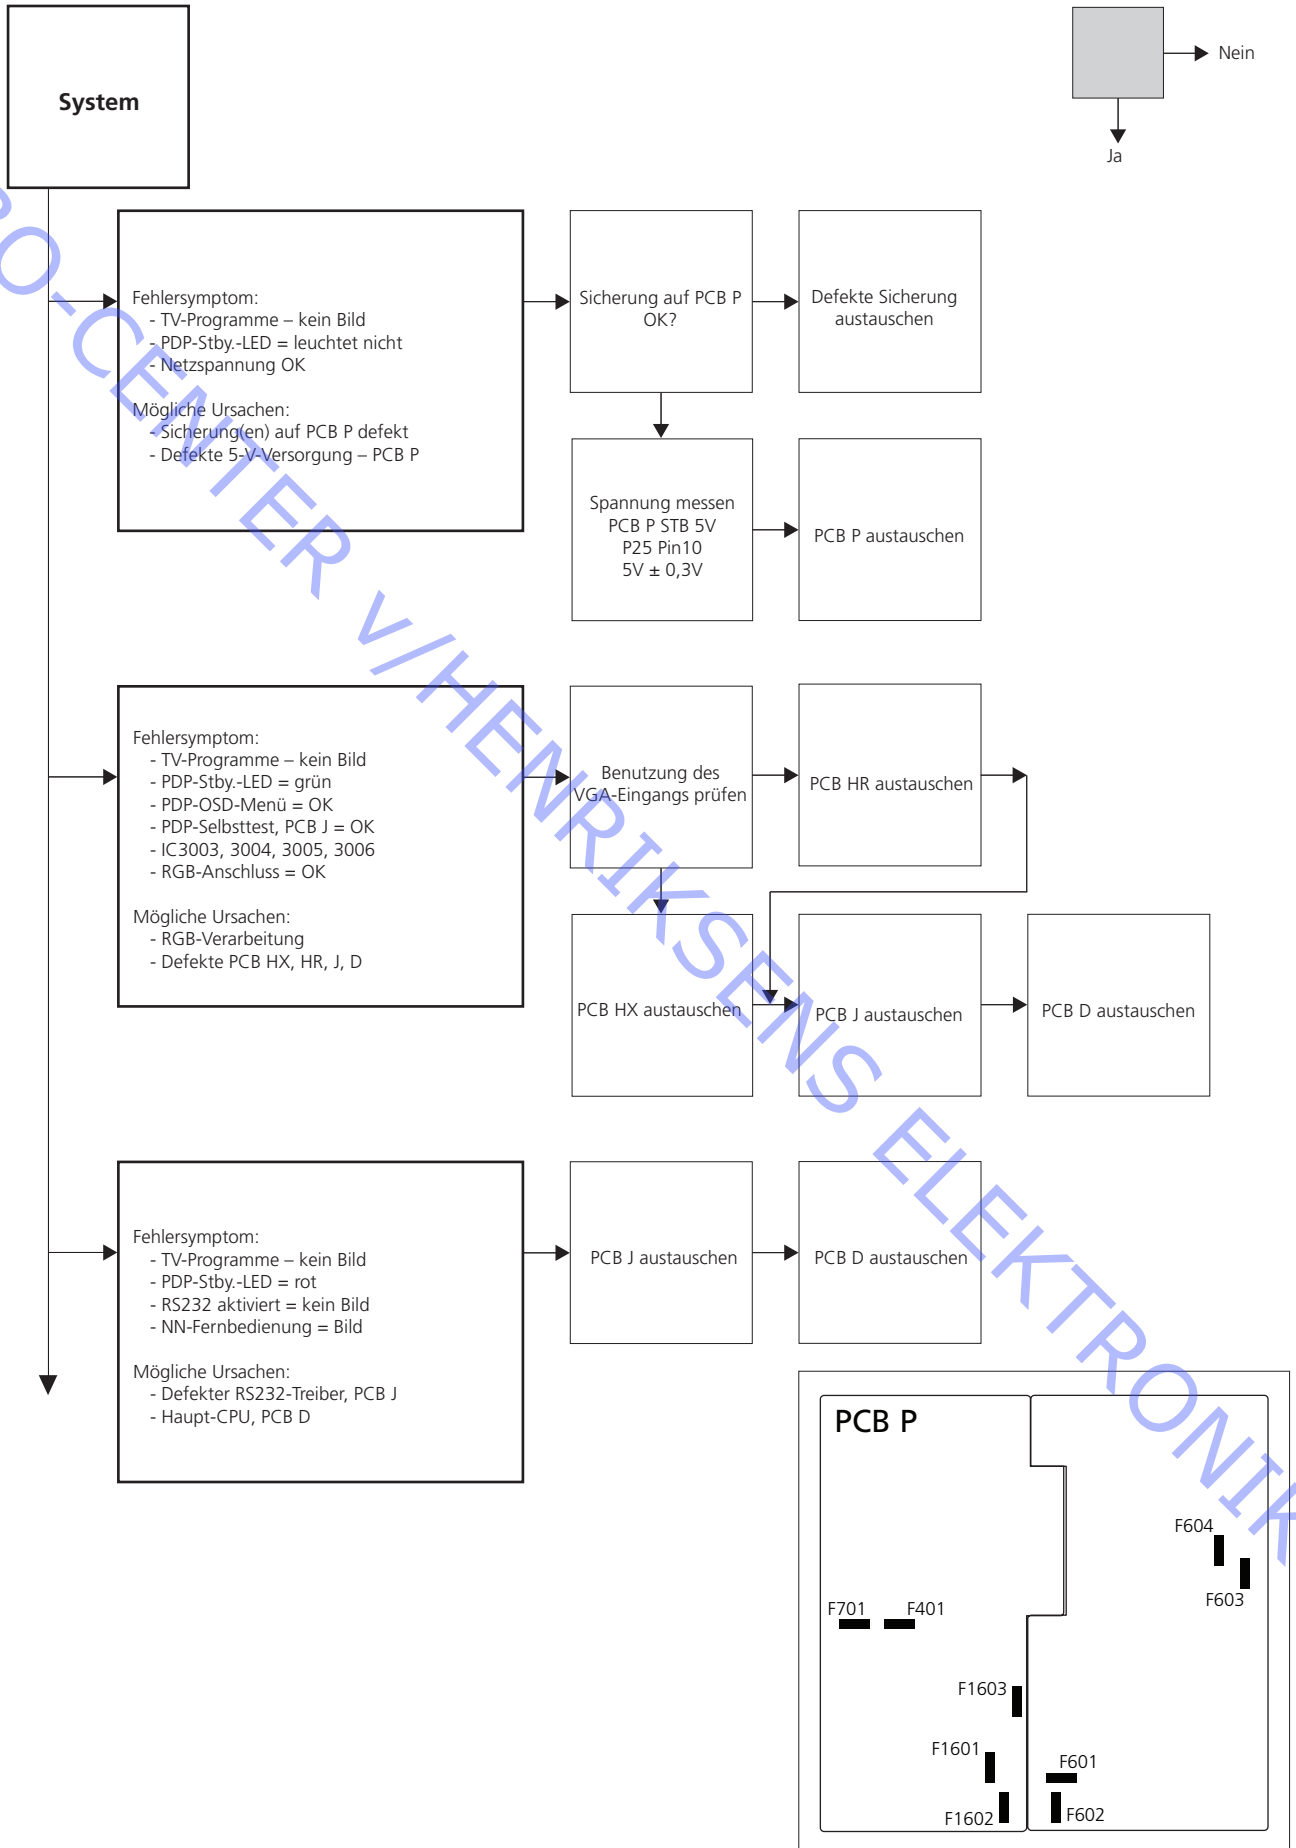 System
Nein
Ja
Fehlersymptom:
- TV-Programme – kein Bild
- PDP-Stby.-LED = leuchtet nicht
- Netzspannung OK
Mögliche Ursachen:
- Sicherung(en) auf PCB P defekt
- Defekte 5-V-Versorgung – PCB P
Sicherung auf PCB P
OK?
Defekte Sicherung
austauschen
Spannung messen
PCB P STB 5V
P25 Pin10
5V ± 0,3V
PCB P austauschen
Fehlersymptom:
- TV-Programme – kein Bild
- PDP-Stby.-LED = grün
- PDP-OSD-Menü = OK
- PDP-Selbsttest, PCB J = OK
- IC3003, 3004, 3005, 3006
- RGB-Anschluss = OK
Mögliche Ursachen:
- RGB-Verarbeitung
- Defekte PCB HX, HR, J, D
Benutzung des
VGA-Eingangs prüfen
PCB HR austauschen
PCB HX austauschen
PCB J austauschen
PCB D austauschen
Fehlersymptom:
- TV-Programme – kein Bild
- PDP-Stby.-LED = rot
- RS232 aktiviert = kein Bild
- NN-Fernbedienung = Bild
Mögliche Ursachen:
- Defekter RS232-Treiber, PCB J
- Haupt-CPU, PCB D
PCB J austauschen
PCB D austauschen
PCB P
F604
F603
F701
F401
F1603
F1601
F601
F1602
F602
RO-CENTER v/HENRIKSENS ELEKTRONIK